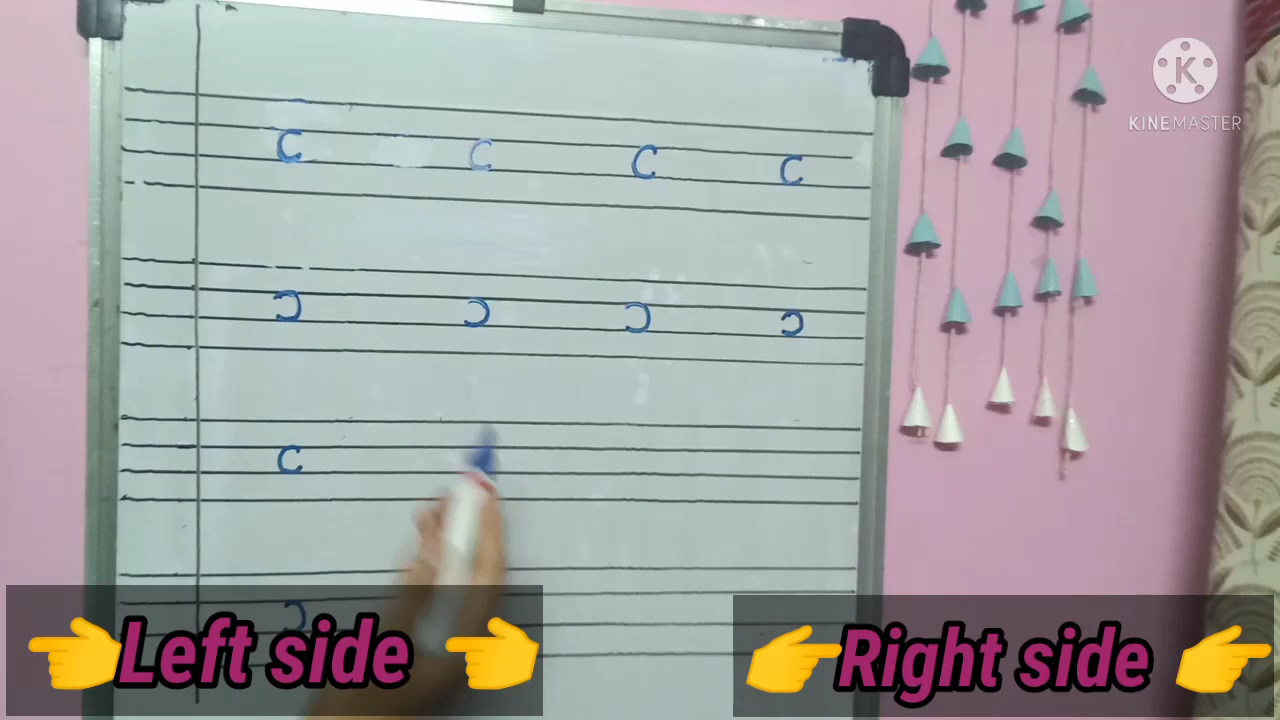 K
KINEMASTER
c c c c
ɔ ɔ ɔ ɔ
c
ɔ
Left side Right side